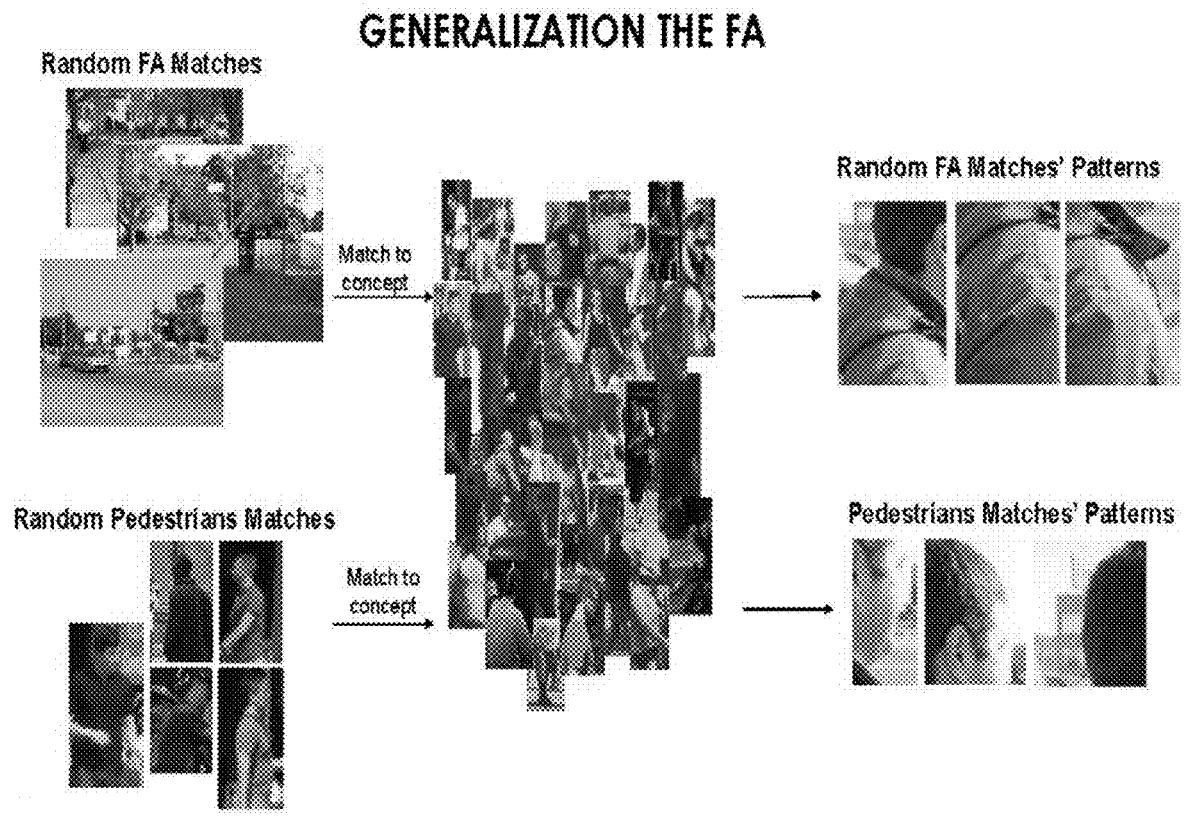 GENERALIZATION THE FA
Random FA Matches
Match to
concept
Random FA Matches' Patterns
Random Pedestrians Matches
Match to
concept
Pedestrians Matches' Patterns